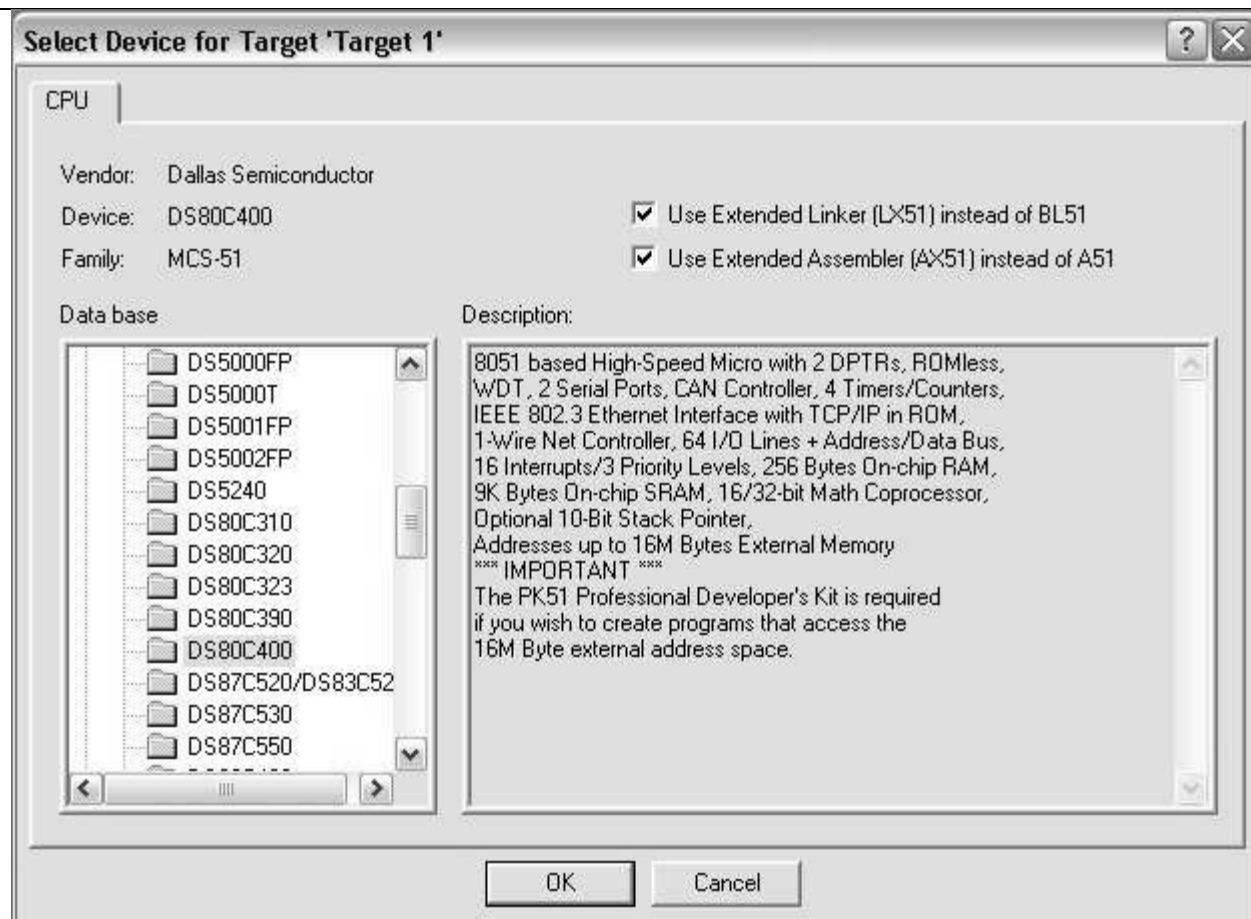 Select Device for Target 'Target 1'
CPU
Vendor: Dallas Semiconductor
Device: DS80C400
Family: MCS-51
Use Extended Linker (LX51) instead of BL51
Use Extended Assembler (AX51) instead of A51
Data base
DS5000FP
DS5000T
DS5001FP
DS5002FP
DS5240
DS80C310
DS80C320
DS80C323
DS80C390
DS80C400
DS87C520/DS83C52
DS87C530
DS87C550
Description:
8051 based High-Speed Micro with 2 DPTRs, ROMless,
WDT, 2 Serial Ports, CAN Controller, 4 Timers/Counters,
IEEE 802.3 Ethernet Interface with TCP/IP in ROM,
1-Wire Net Controller, 64 I/O Lines + Address/Data Bus,
16 Interrupts/3 Priority Levels, 256 Bytes On-chip RAM,
9K Bytes On-chip SRAM, 16/32-bit Math Coprocessor,
Optional 10-Bit Stack Pointer,
Addresses up to 16M Bytes External Memory
*** IMPORTANT ***
The PK51 Professional Developer's Kit is required
if you wish to create programs that access the
16M Byte external address space.
OK
Cancel